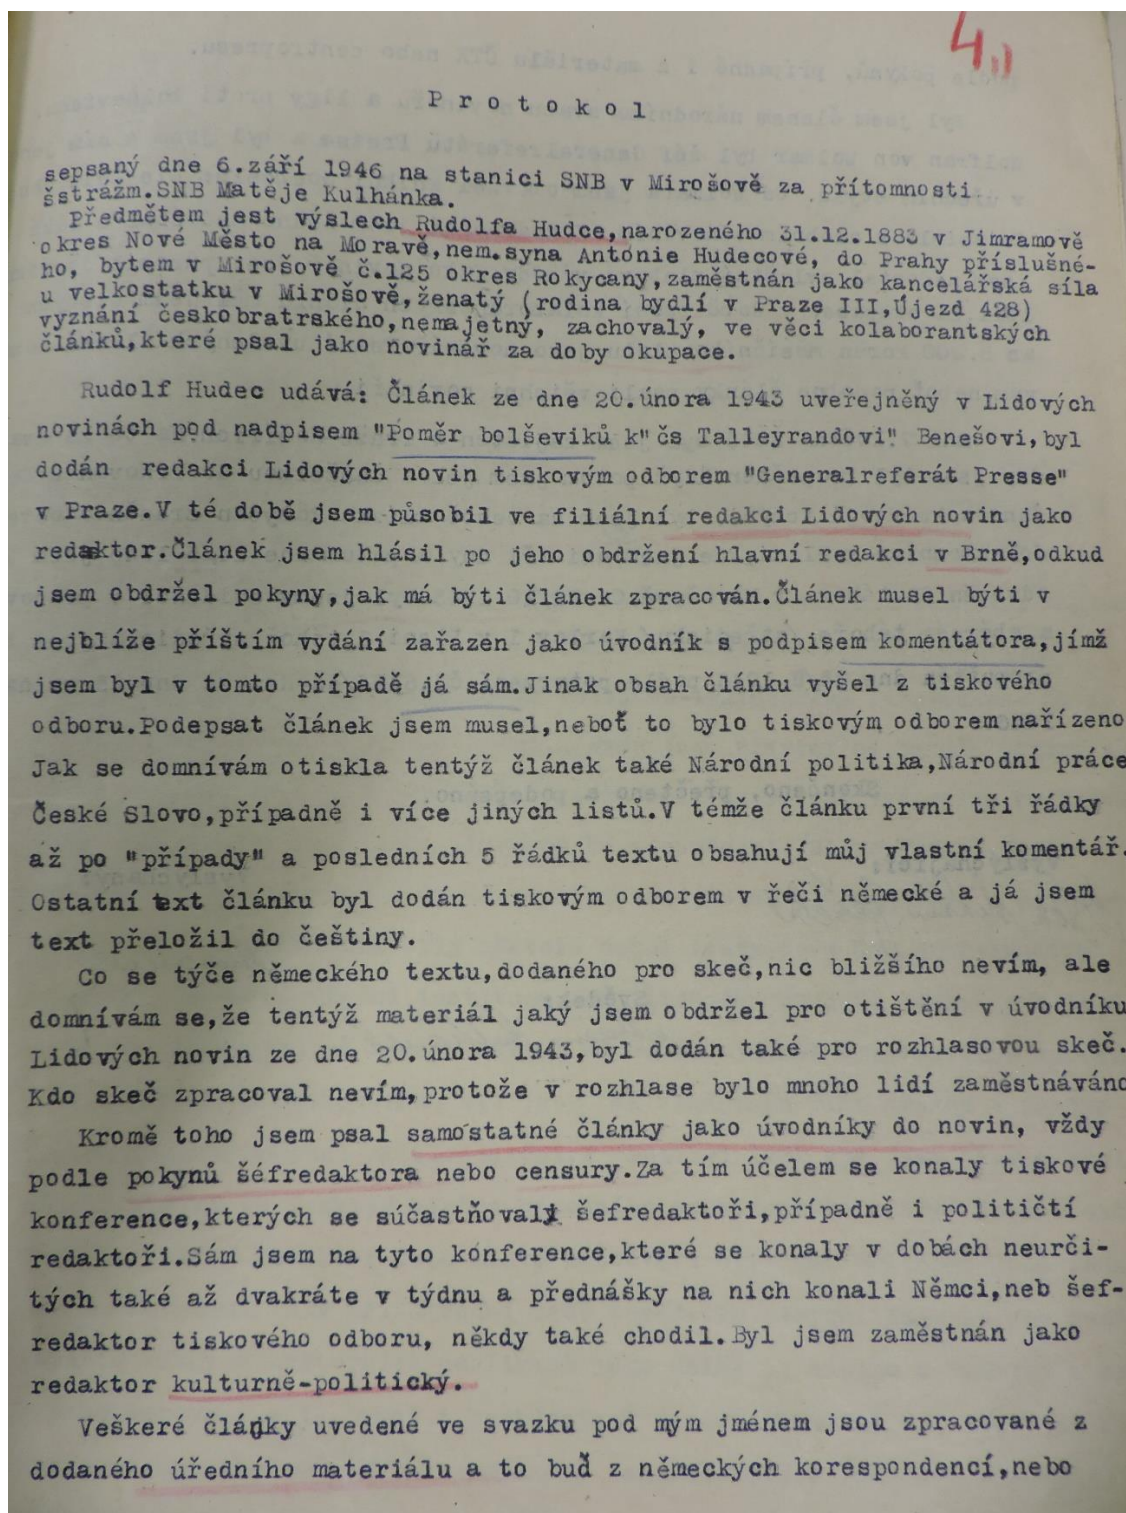 4.)
P r o t o k o l
sepsaný dne 6.září 1946 na stanici SNB v Mirošově za přítomnosti
šstrážm.SNB Matěje Kulhánka.
Předmětem jest výslech Rudolfa Hudce,narozeného 31.12.1883 v Jimramově
okres Nové Město na Moravě,nem.syna Antonie Hudecové, do Prahy příslušné-
ho, bytem v Mirošově č.125 okres Rokycany,zaměstnán jako kancelářská síla
u velkostatku v Mirošově,ženatý (rodina bydlí v Praze III,Újezd 428)
vyznání českobratrského,nemajetný, zachovalý, ve věci kolaborantských
článků,které psal jako novinář za doby okupace.
Rudolf Hudec udává: Článek ze dne 20.února 1943 uveřejněný v Lidových
novinách pod nadpisem "Poměr bolševiků k" čs Talleyrandovi" Benešovi,byl
dodán redakci Lidových novin tiskovým odborem "Generalreferát Presse"
v Praze.V té době jsem působil ve filiální redakci Lidových novin jako
redaktor.Článek jsem hlásil po jeho obdržení hlavní redakci v Brně,odkud
jsem obdržel pokyny,jak má býti článek zpracován.Článek musel býti v
nejblíže příštím vydání zařazen jako úvodník s podpisem komentátora,jímž
jsem byl v tomto případě já sám.Jinak obsah článku vyšel z tiskového
odboru.Podepsat článek jsem musel,neboť to bylo tiskovým odborem nařízeno
Jak se domnívám otiskla tentýž článek také Národní politika,Národní práce
České Slovo,případně i více jiných listů.V témže článku první tři řádky
až po "případy" a posledních 5 řádků textu obsahují můj vlastní komentář.
Ostatní text článku byl dodán tiskovým odborem v řeči německé a já jsem
text přeložil do češtiny.
Co se týče německého textu,dodaného pro skeč,nic bližšího nevím, ale
domnívám se,že tentýž materiál jaký jsem obdržel pro otištění v úvodníku
Lidových novin ze dne 20.února 1943,byl dodán také pro rozhlasovou skeč.
Kdo skeč zpracoval nevím,protože v rozhlase bylo mnoho lidí zaměstnáváno
Kromě toho jsem psal samostatné články jako úvodníky do novin, vždy
podle pokynů šéfredaktora nebo censury.Za tím účelem se konaly tiskové
konference,kterých se súčastňovali šefredaktoři,případně i političtí
redaktoři.Sám jsem na tyto konference,které se konaly v dobách neurči-
tých také až dvakráte v týdnu a přednášky na nich konali Němci,neb šef-
redaktor tiskového odboru, někdy také chodil.Byl jsem zaměstnán jako
redaktor kulturně-politický.
Veškeré články uvedené ve svazku pod mým jménem jsou zpracované z
dodaného úředního materiálu a to buď z německých korespondencí,nebo